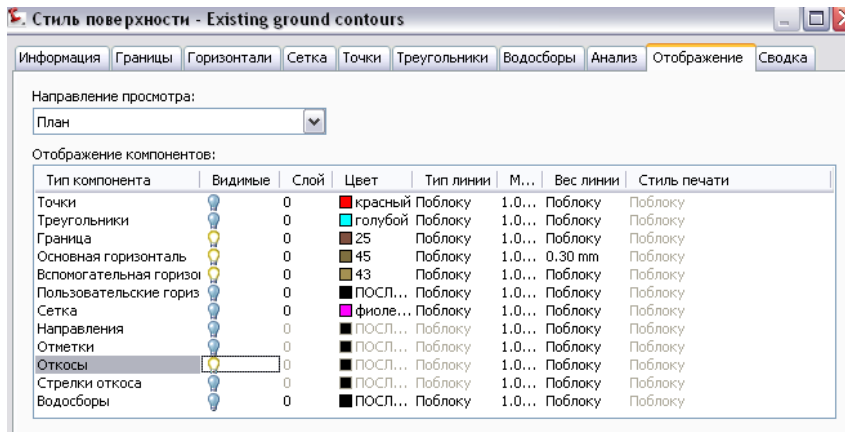 Стиль поверхности - Existing ground contours
Информация Границы Горизонтали Сетка Точки Треугольники Водосборы Анализ Отображение Сводка
Направление просмотра:
План
Отображение компонентов:
Тип компонента Видимые Слой Цвет Тип линии М... Вес линии Стиль печати
Точки 0 красный Поблоку 1.0... Поблоку Поблоку
Треугольники 0 голубой Поблоку 1.0... Поблоку Поблоку
Граница 0 25 Поблоку 1.0... Поблоку Поблоку
Основная горизонталь 0 45 Поблоку 1.0... 0.30 mm Поблоку
Вспомогательная горизо 0 43 Поблоку 1.0... Поблоку Поблоку
Пользовательские гориз 0 ПОСЛ... Поблоку 1.0... Поблоку Поблоку
Сетка 0 фиоле... Поблоку 1.0... Поблоку Поблоку
Направления 0 ПОСЛ... Поблоку 1.0... Поблоку Поблоку
Отметки 0 ПОСЛ... Поблоку 1.0... Поблоку Поблоку
Откосы 0 ПОСЛ... Поблоку 1.0... Поблоку Поблоку
Стрелки откоса 0 ПОСЛ... Поблоку 1.0... Поблоку Поблоку
Водосборы 0 ПОСЛ... Поблоку 1.0... Поблоку Поблоку